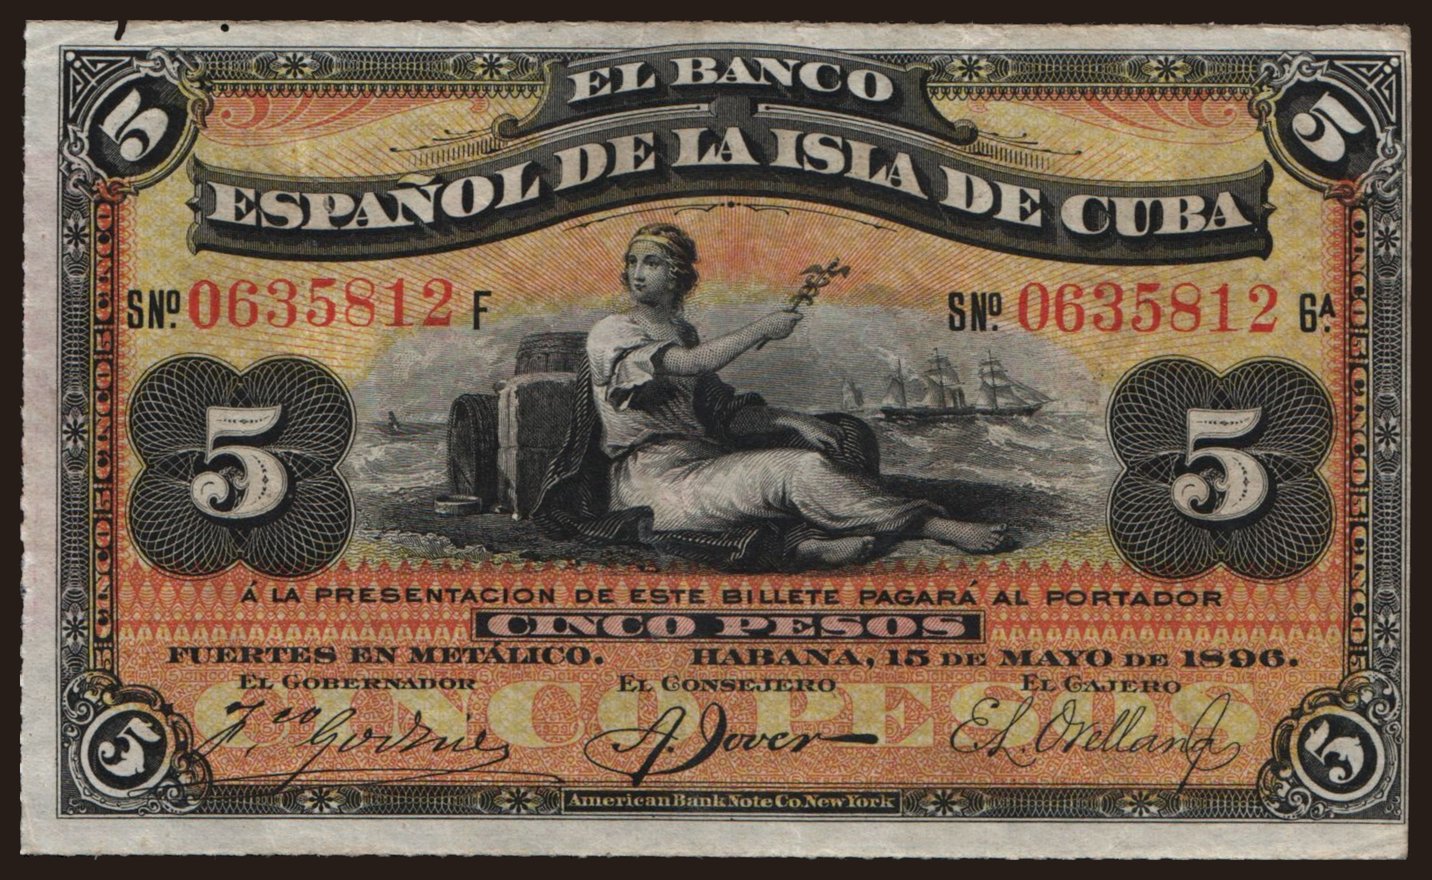 EL BANCO
ESPAÑOL DE LA ISLA DE CUBA
5 5
SNº 0635812 F SNº 0635812 6A.
5 5
Á LA PRESENTACION DE ESTE BILLETE PAGARÁ AL PORTADOR
CINCO PESOS
FUERTES EN METÁLICO. HABANA, 15 DE MAYO DE 1896.
EL GOBERNADOR EL CONSEJERO EL CAJERO
CINCO PESOS
A. Jover E.L. Orellana
5 5
American Bank Note Co. New York